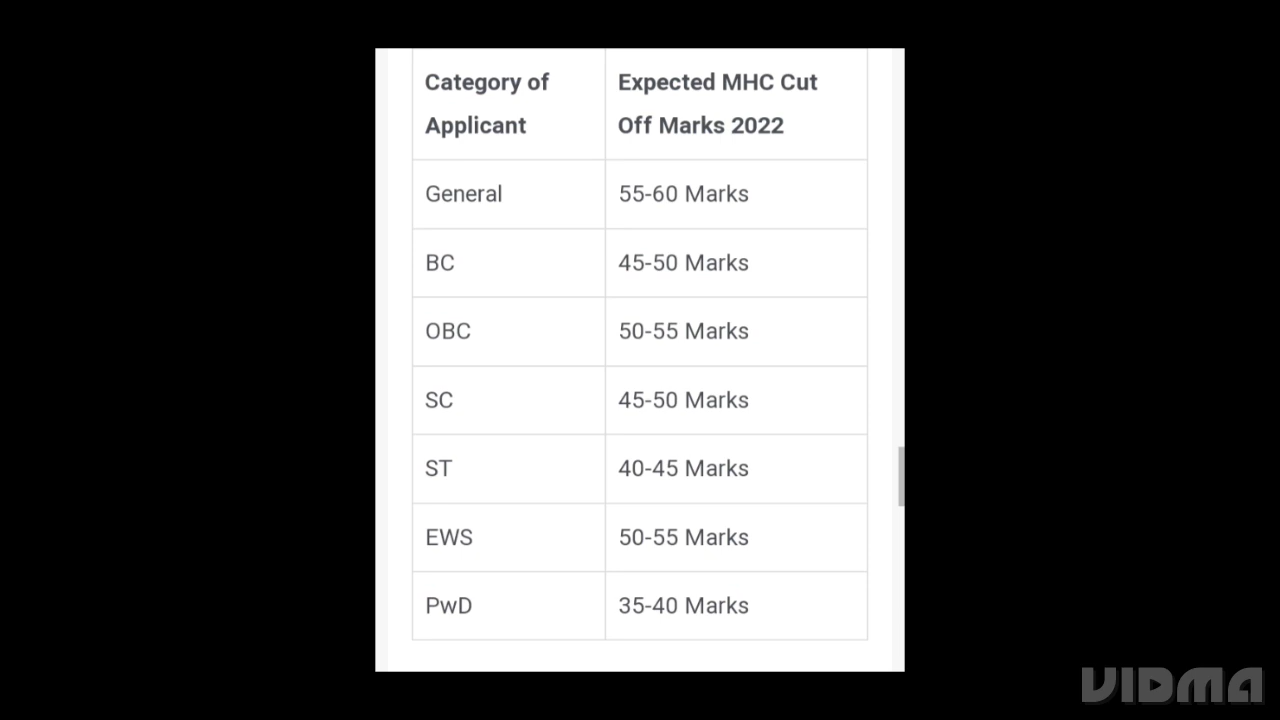 Category of Applicant
Expected MHC Cut Off Marks 2022
General 55-60 Marks
BC 45-50 Marks
OBC 50-55 Marks
SC 45-50 Marks
ST 40-45 Marks
EWS 50-55 Marks
PwD 35-40 Marks
VIDMA